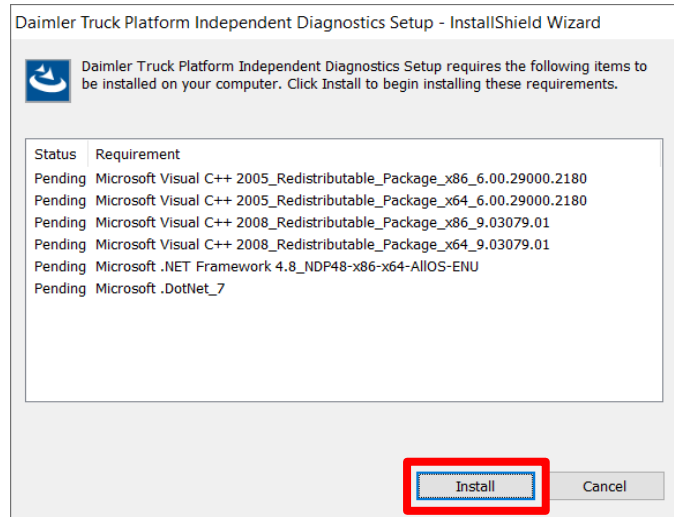 Daimler Truck Platform Independent Diagnostics Setup - InstallShield Wizard
Daimler Truck Platform Independent Diagnostics Setup requires the following items to
be installed on your computer. Click Install to begin installing these requirements.
Status Requirement
Pending Microsoft Visual C++ 2005_Redistributable_Package_x86_6.00.29000.2180
Pending Microsoft Visual C++ 2005_Redistributable_Package_x64_6.00.29000.2180
Pending Microsoft Visual C++ 2008_Redistributable_Package_x86_9.03079.01
Pending Microsoft Visual C++ 2008_Redistributable_Package_x64_9.03079.01
Pending Microsoft .NET Framework 4.8_NDP48-x86-x64-AllOS-ENU
Pending Microsoft .DotNet_7
Install Cancel